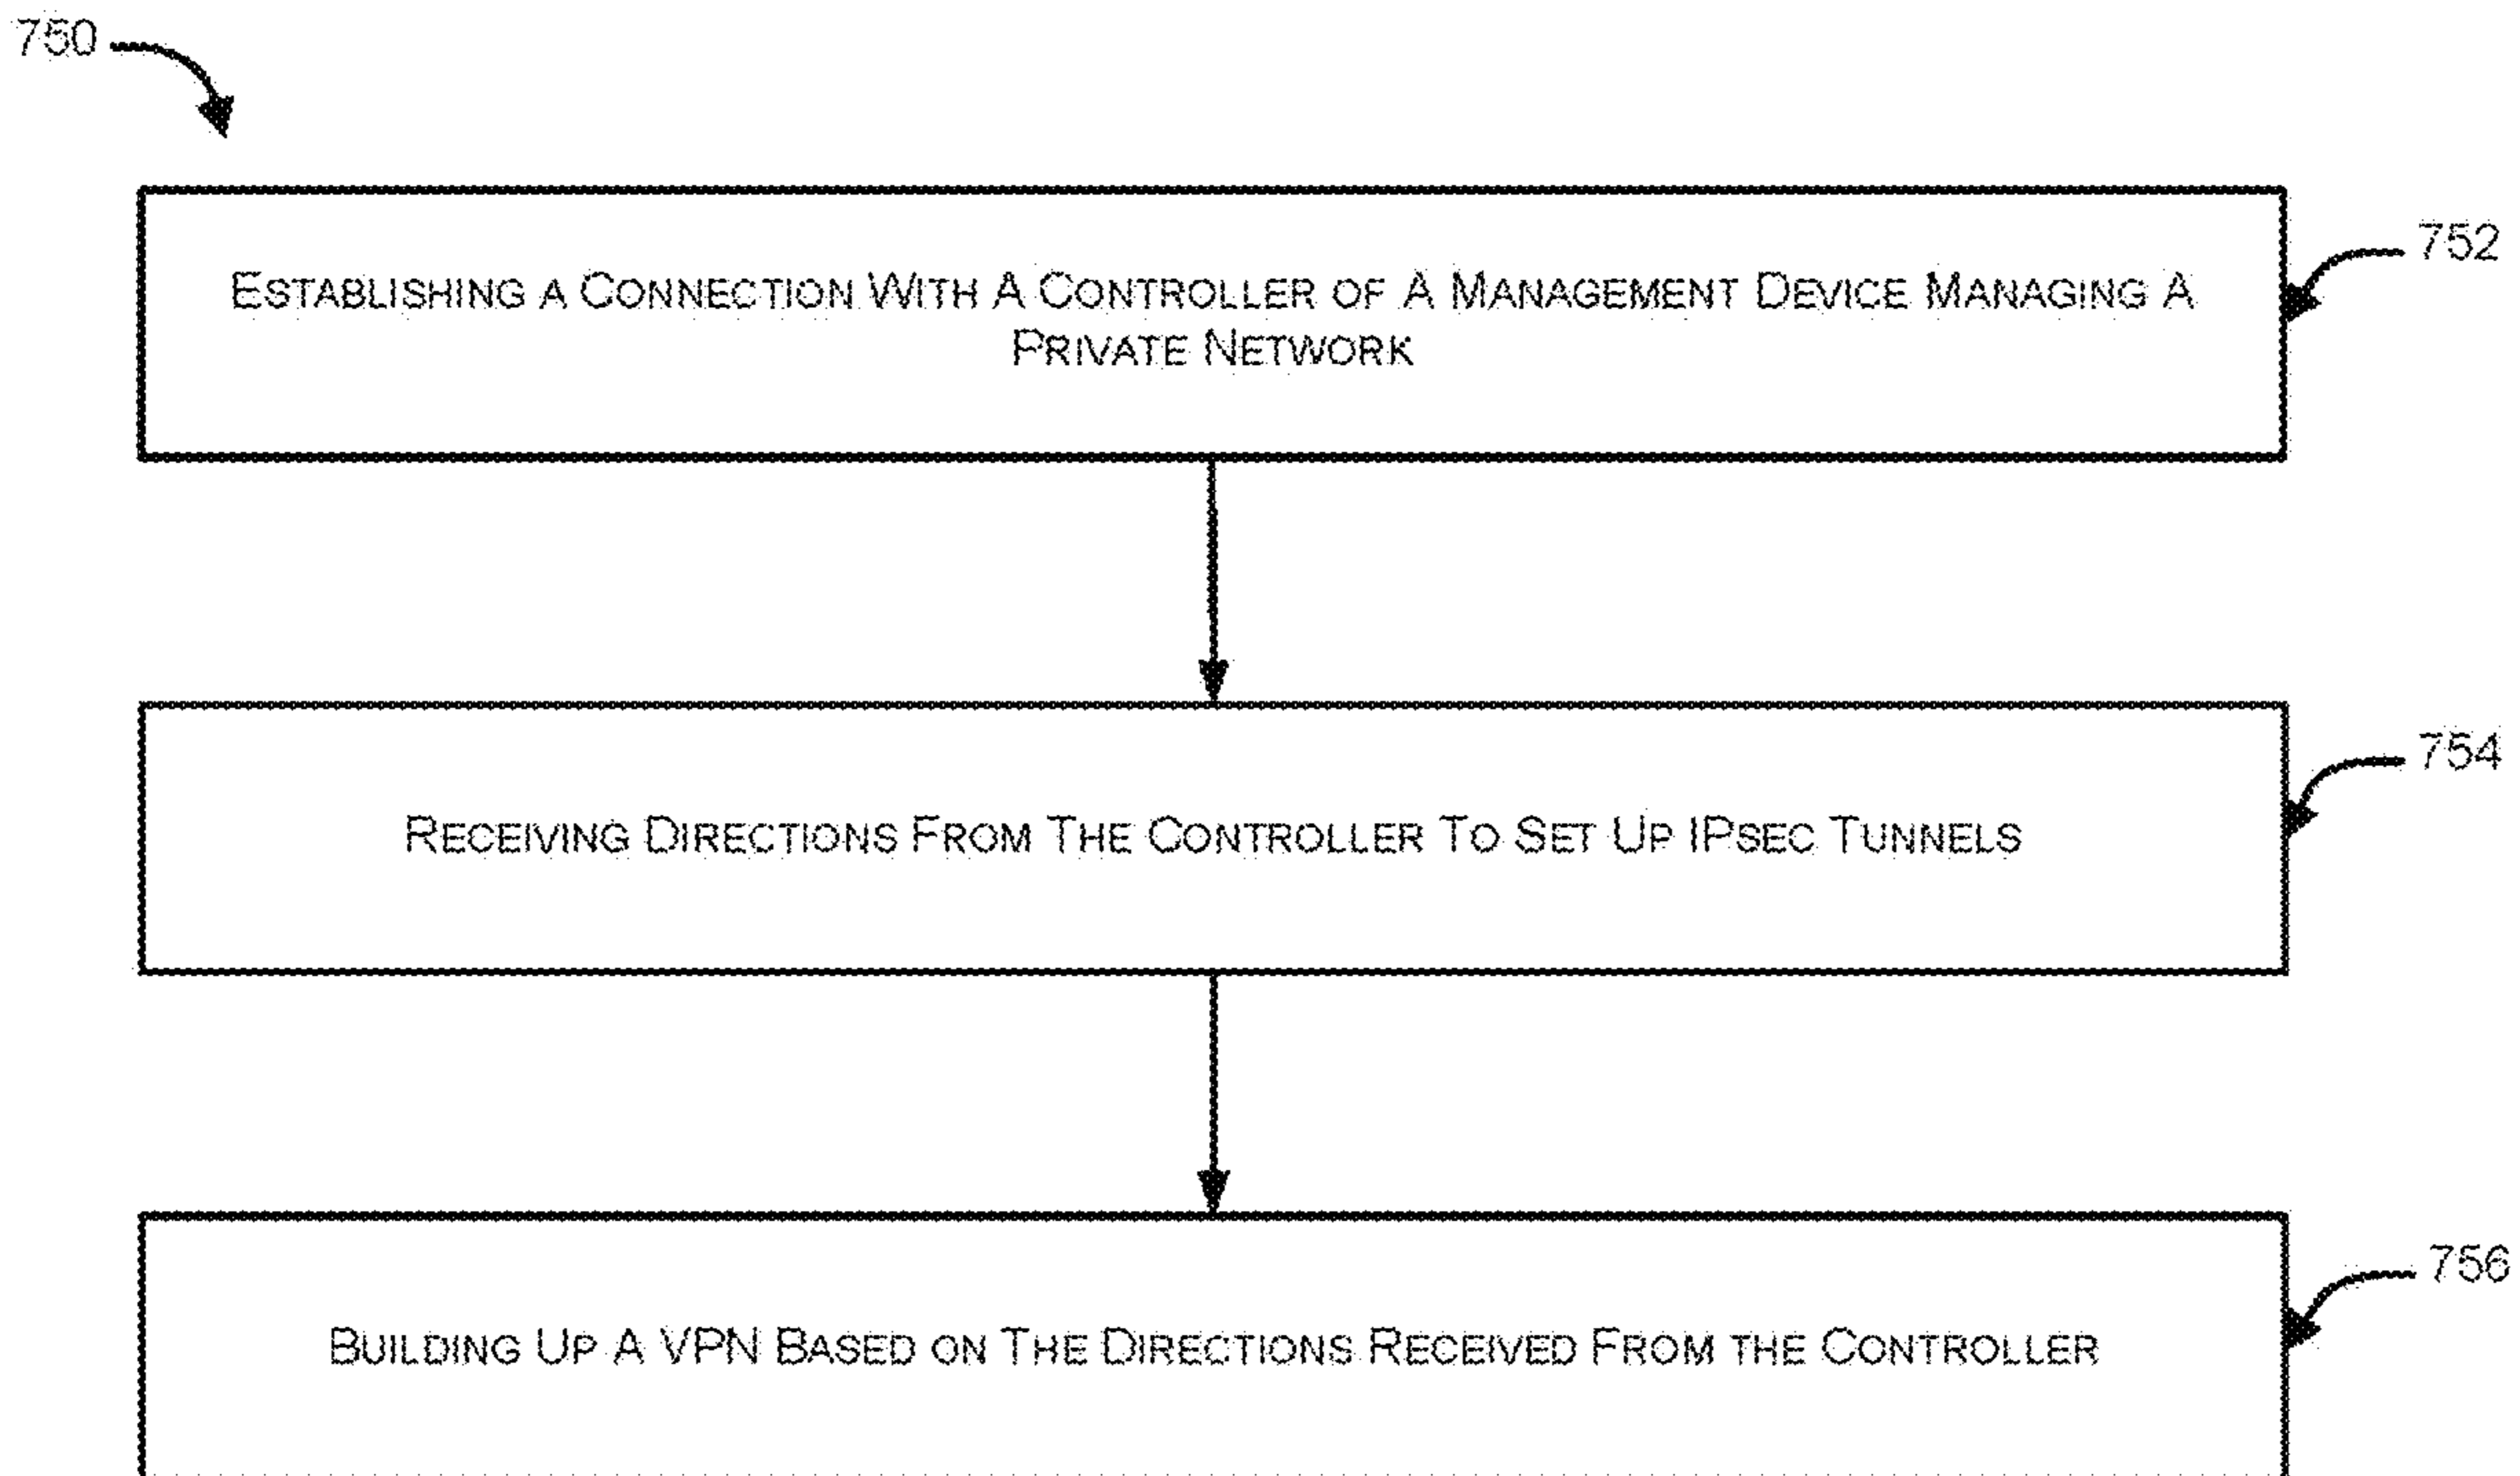 750
ESTABLISHING A CONNECTION WITH A CONTROLLER OF A MANAGEMENT DEVICE MANAGING A
PRIVATE NETWORK
752
RECEIVING DIRECTIONS FROM THE CONTROLLER TO SET UP IPSEC TUNNELS
754
BUILDING UP A VPN BASED ON THE DIRECTIONS RECEIVED FROM THE CONTROLLER
756